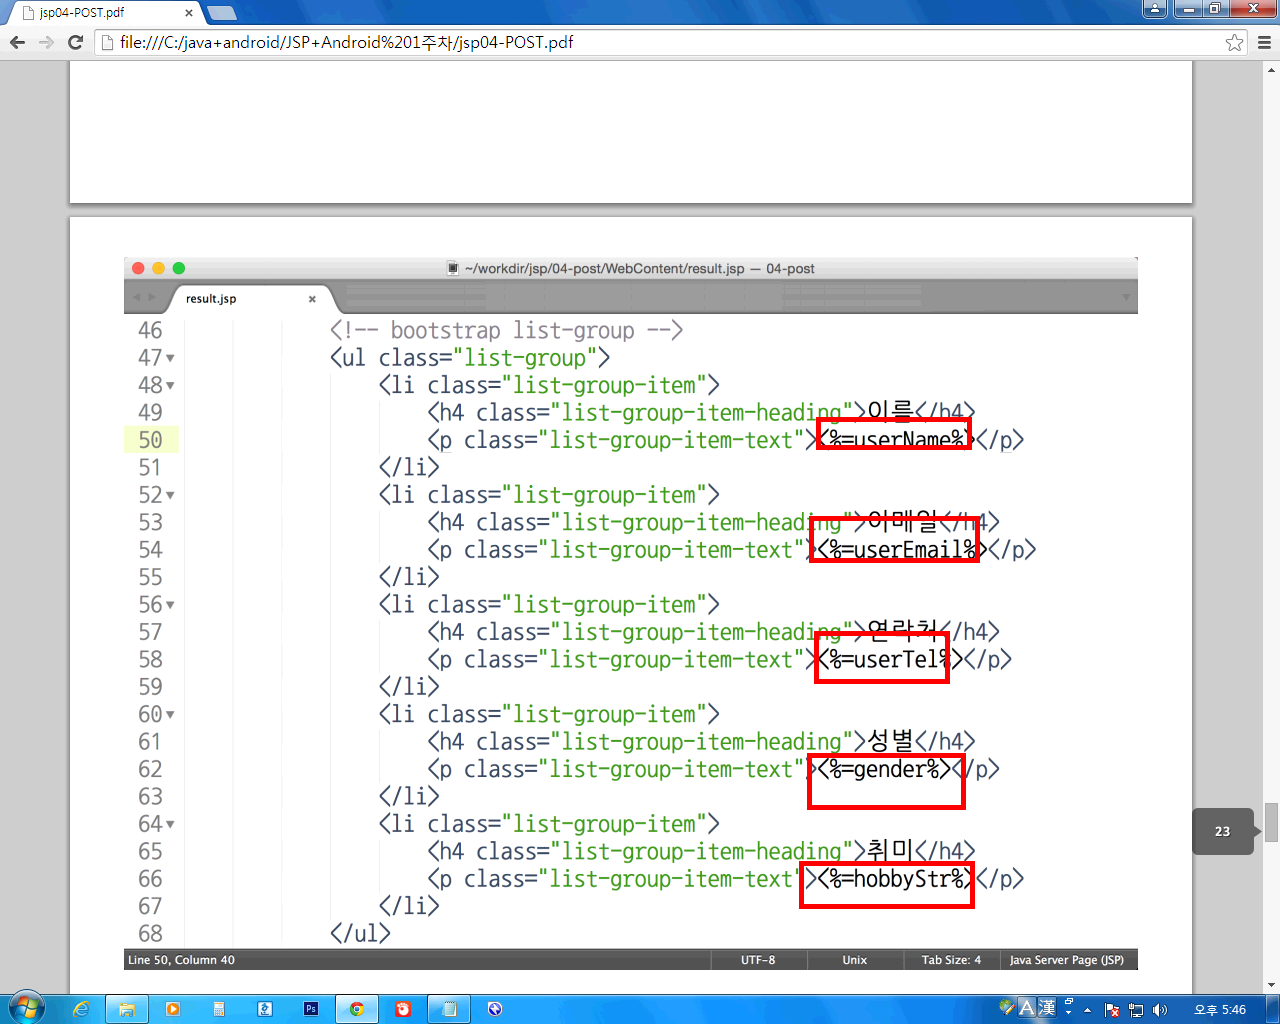 jsp04-POST.pdf
file:///C:/java+android/JSP+Android%201주차/jsp04-POST.pdf
~/workdir/jsp/04-post/WebContent/result.jsp — 04-post
result.jsp
46 <!-- bootstrap list-group -->
47 <ul class="list-group">
48 <li class="list-group-item">
49 <h4 class="list-group-item-heading">이름</h4>
50 <p class="list-group-item-text"><%=userName%></p>
51 </li>
52 <li class="list-group-item">
53 <h4 class="list-group-item-heading">이메일</h4>
54 <p class="list-group-item-text"><%=userEmail%></p>
55 </li>
56 <li class="list-group-item">
57 <h4 class="list-group-item-heading">연락처</h4>
58 <p class="list-group-item-text"><%=userTel%></p>
59 </li>
60 <li class="list-group-item">
61 <h4 class="list-group-item-heading">성별</h4>
62 <p class="list-group-item-text"><%=gender%></p>
63 </li>
64 <li class="list-group-item">
65 <h4 class="list-group-item-heading">취미</h4>
66 <p class="list-group-item-text"><%=hobbyStr%></p>
67 </li>
68 </ul>
23
Line 50, Column 40 UTF-8 Unix Tab Size: 4 Java Server Page (JSP)
Ps A 漢 오후 5:46